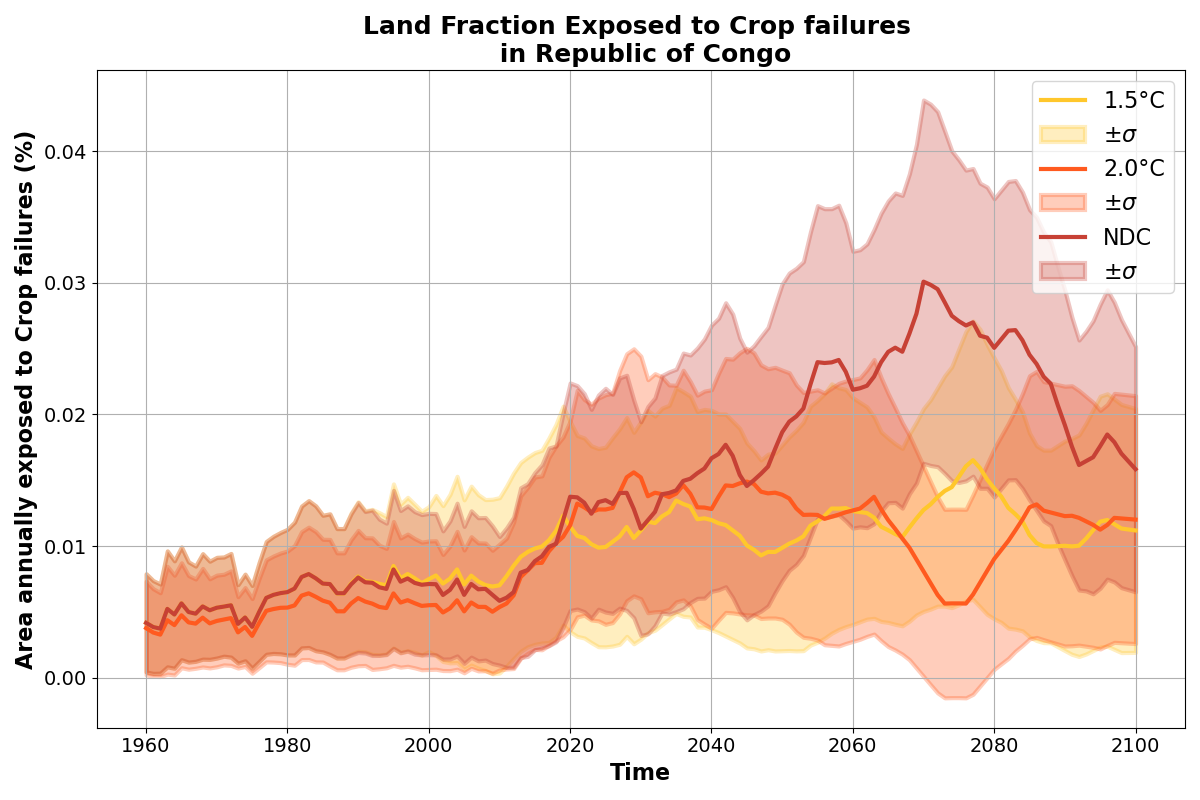 Land Fraction Exposed to Crop failures
in Republic of Congo
Area annually exposed to Crop failures (%)
0.04
0.03
0.02
0.01
0.00
1.5°C
±σ
2.0°C
±σ
NDC
±σ
1960
1980
2000
2020
2040
2060
2080
2100
Time